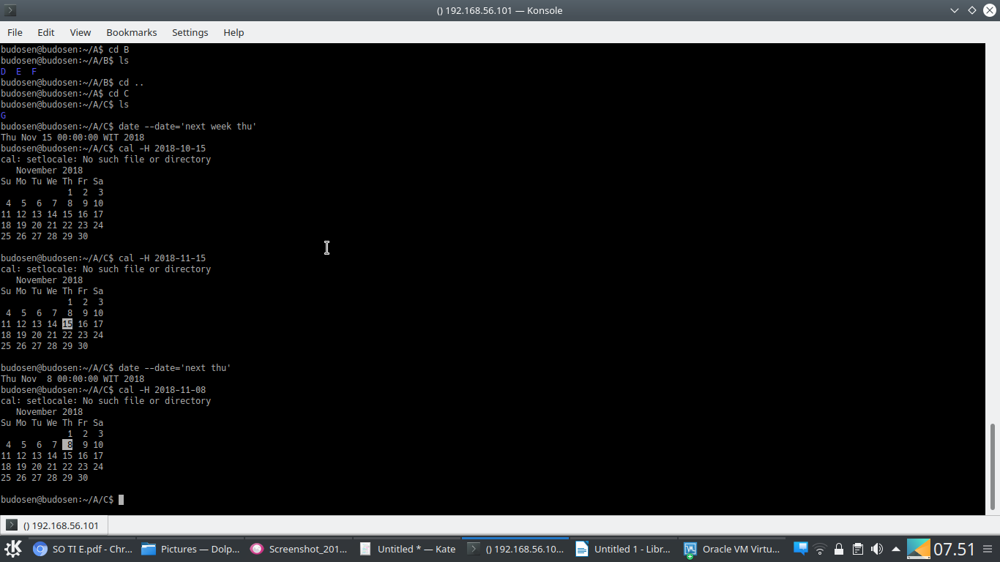 () 192.168.56.101 — Konsole
File Edit View Bookmarks Settings Help
budosen@budosen:~/A$ cd B
budosen@budosen:~/A/B$ ls
D  E  F
budosen@budosen:~/A/B$ cd ..
budosen@budosen:~/A$ cd C
budosen@budosen:~/A/C$ ls
G
budosen@budosen:~/A/C$ date --date='next week thu'
Thu Nov 15 00:00:00 WIT 2018
budosen@budosen:~/A/C$ cal -H 2018-10-15
cal: setlocale: No such file or directory
   November 2018
Su Mo Tu We Th Fr Sa
             1  2  3
 4  5  6  7  8  9 10
11 12 13 14 15 16 17
18 19 20 21 22 23 24
25 26 27 28 29 30
budosen@budosen:~/A/C$ cal -H 2018-11-15
cal: setlocale: No such file or directory
   November 2018
Su Mo Tu We Th Fr Sa
             1  2  3
 4  5  6  7  8  9 10
11 12 13 14 15 16 17
18 19 20 21 22 23 24
25 26 27 28 29 30
budosen@budosen:~/A/C$ date --date='next thu'
Thu Nov  8 00:00:00 WIT 2018
budosen@budosen:~/A/C$ cal -H 2018-11-08
cal: setlocale: No such file or directory
   November 2018
Su Mo Tu We Th Fr Sa
             1  2  3
 4  5  6  7  8  9 10
11 12 13 14 15 16 17
18 19 20 21 22 23 24
25 26 27 28 29 30
budosen@budosen:~/A/C$
() 192.168.56.101
SO TI E.pdf - Chr... Pictures — Dolp... Screenshot_201... Untitled * — Kate () 192.168.56.10... Untitled 1 - Libr... Oracle VM Virtu... 07.51